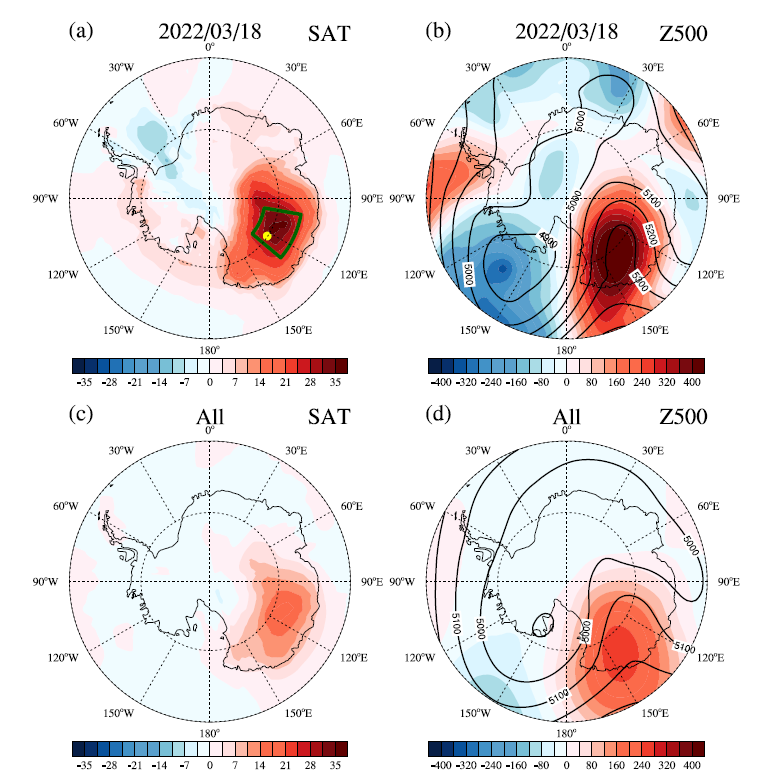 (a) 2022/03/18 SAT
0°
30°W 30°E
60°W 60°E
90°W 90°E
120°W 120°E
150°W 150°E
180°
-35 -28 -21 -14 -7 0 7 14 21 28 35
(b) 2022/03/18 Z500
0°
30°W 30°E
60°W 60°E
5000
90°W 90°E
5000 5100
4900 5200
5000 5300
120°W 120°E
150°W 150°E
180°
-400 -320 -240 -160 -80 0 80 160 240 320 400
(c) All SAT
0°
30°W 30°E
60°W 60°E
90°W 90°E
120°W 120°E
150°W 150°E
180°
-35 -28 -21 -14 -7 0 7 14 21 28 35
(d) All Z500
0°
30°W 30°E
60°W 60°E
5000
90°W 90°E
5100 5000 5000
5100
120°W 120°E
5100
150°W 150°E
180°
-400 -320 -240 -160 -80 0 80 160 240 320 400